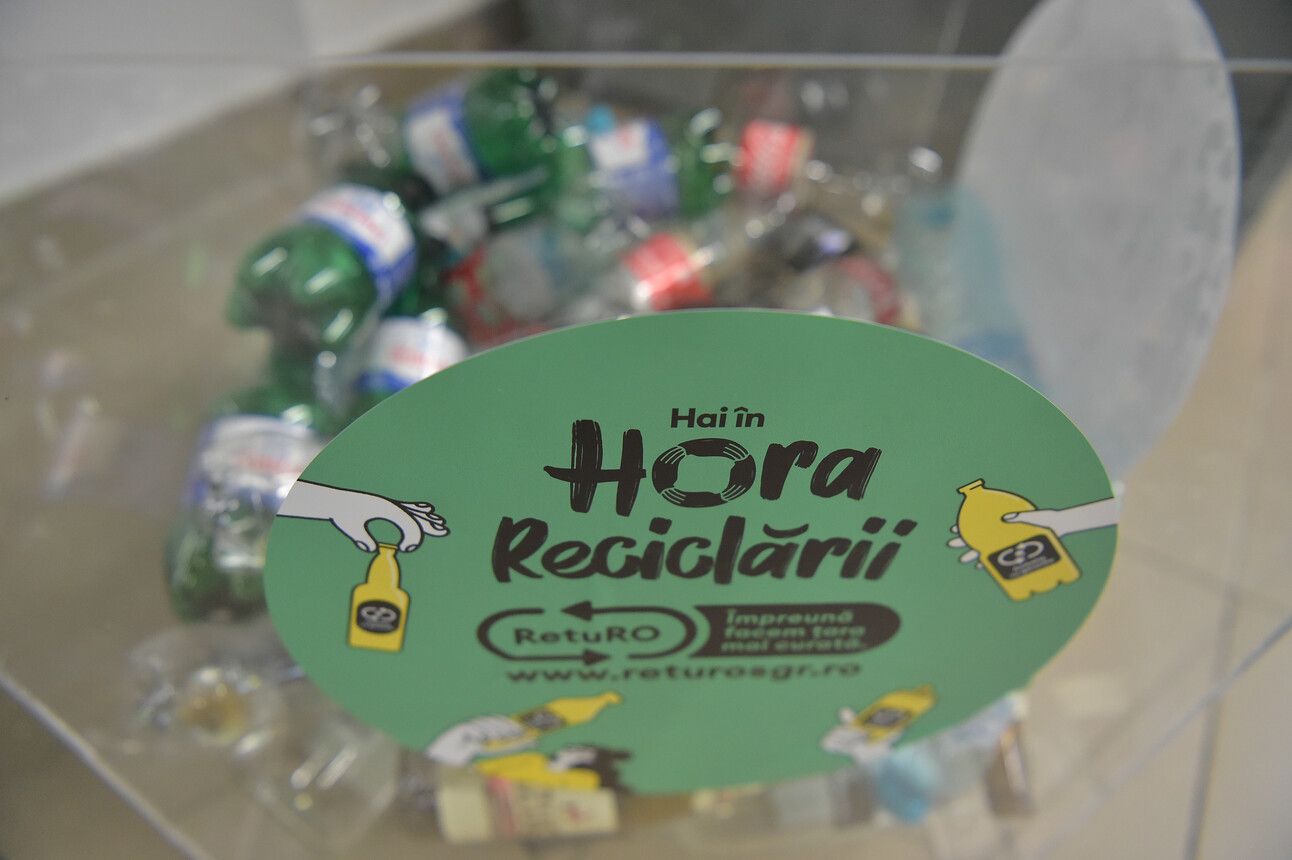 Hai în
Hora
Reciclării
RetuRO
Împreună
facem țara
mai curată.
www.returosgr.ro